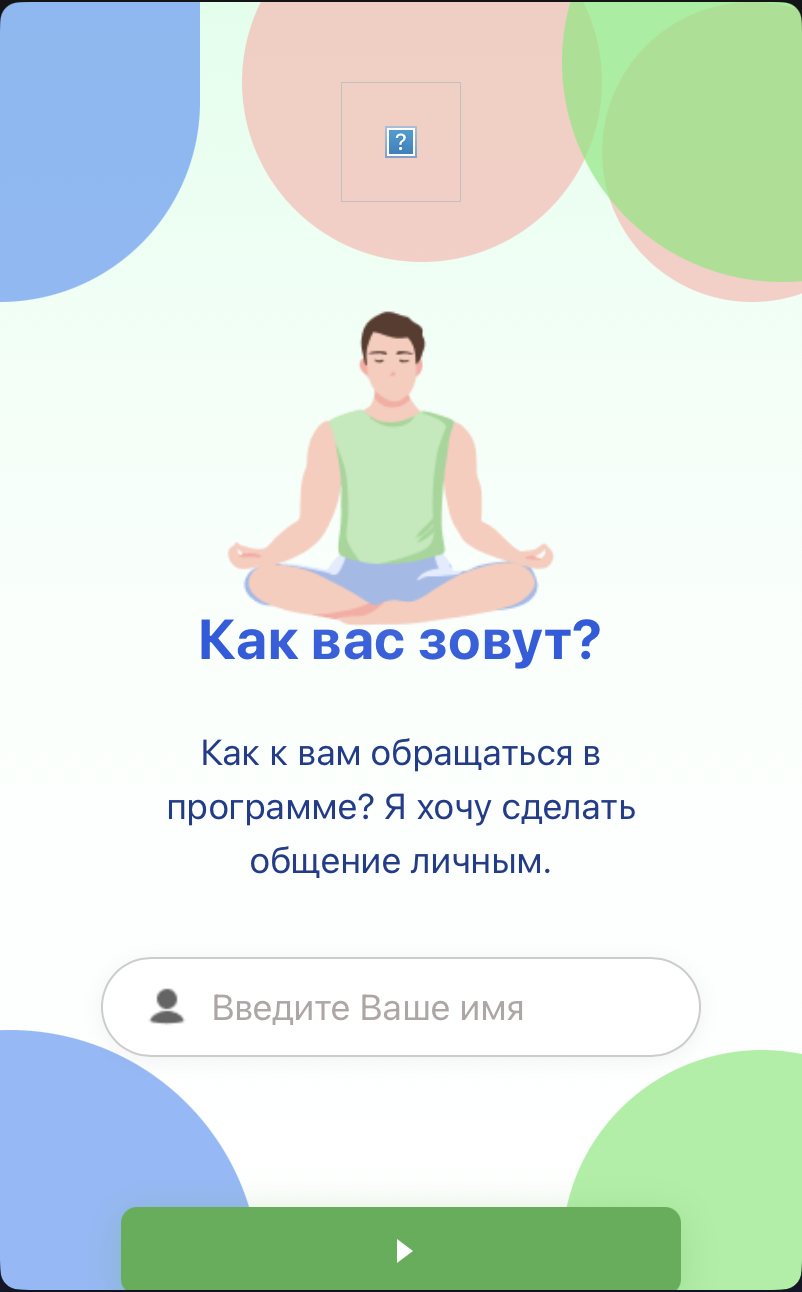 Как вас зовут?
Как к вам обращаться в
программе? Я хочу сделать
общение личным.
Введите Ваше имя